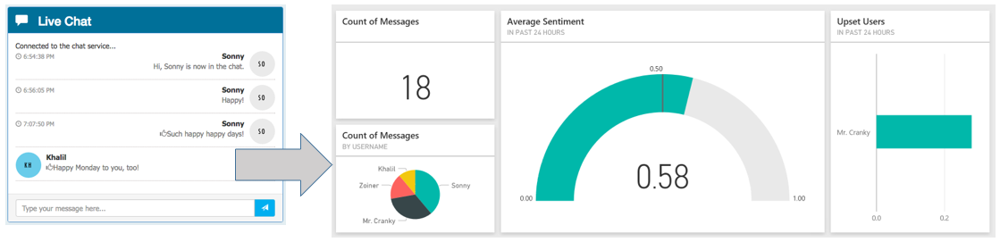 Live Chat
Connected to the chat service...
6:54:38 PM
Sonny
Hi, Sonny is now in the chat.
SO
6:56:05 PM
Sonny
Happy!
SO
7:07:50 PM
Sonny
Such happy happy days!
SO
KH
Khalil
Happy Monday to you, too!
Type your message here...
Count of Messages
18
Count of Messages
BY USERNAME
Khalil
Zoiner
Sonny
Mr. Cranky
Average Sentiment
IN PAST 24 HOURS
0.50
0.58
0.00
1.00
Upset Users
IN PAST 24 HOURS
Mr. Cranky
0.0
0.2